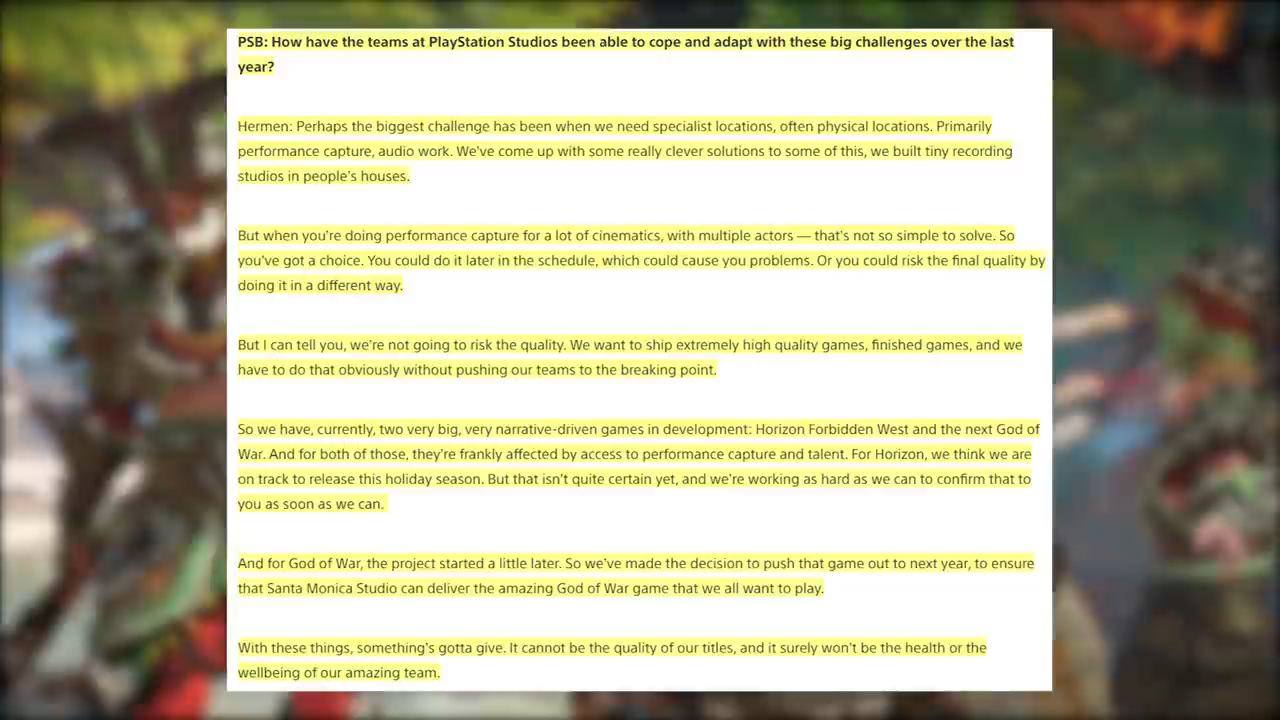 PSB: How have the teams at PlayStation Studios been able to cope and adapt with these big challenges over the last
year?
Hermen: Perhaps the biggest challenge has been when we need specialist locations, often physical locations. Primarily
performance capture, audio work. We've come up with some really clever solutions to some of this, we built tiny recording
studios in people's houses.
But when you're doing performance capture for a lot of cinematics, with multiple actors — that's not so simple to solve. So
you've got a choice. You could do it later in the schedule, which could cause you problems. Or you could risk the final quality by
doing it in a different way.
But I can tell you, we're not going to risk the quality. We want to ship extremely high quality games, finished games, and we
have to do that obviously without pushing our teams to the breaking point.
So we have, currently, two very big, very narrative-driven games in development: Horizon Forbidden West and the next God of
War. And for both of those, they're frankly affected by access to performance capture and talent. For Horizon, we think we are
on track to release this holiday season. But that isn't quite certain yet, and we're working as hard as we can to confirm that to
you as soon as we can.
And for God of War, the project started a little later. So we've made the decision to push that game out to next year, to ensure
that Santa Monica Studio can deliver the amazing God of War game that we all want to play.
With these things, something's gotta give. It cannot be the quality of our titles, and it surely won't be the health or the
wellbeing of our amazing team.